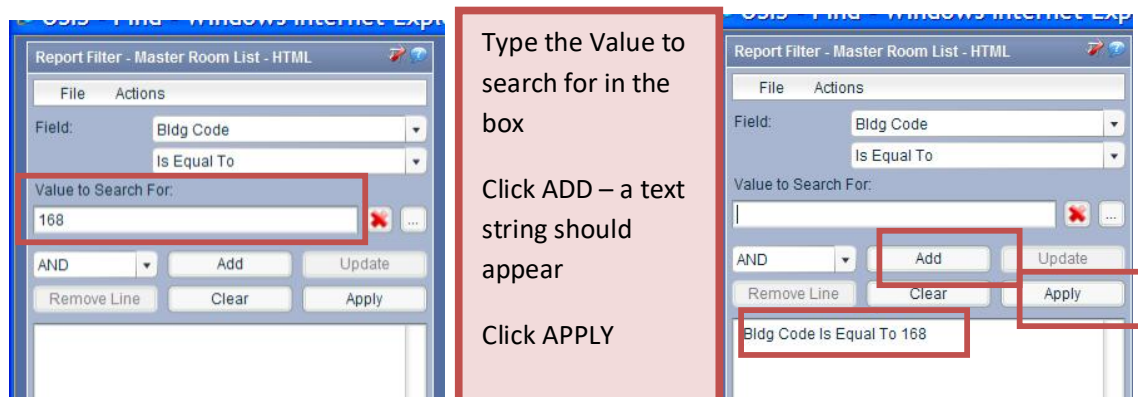 Report Filter - Master Room List - HTML
File Actions
Field: Bldg Code
Is Equal To
Value to Search For:
168
...
AND Add Update
Remove Line Clear Apply
Type the Value to
search for in the
box
Click ADD – a text
string should
appear
Click APPLY
Report Filter - Master Room List - HTML
File Actions
Field: Bldg Code
Is Equal To
Value to Search For:
...
AND Add Update
Remove Line Clear Apply
Bldg Code Is Equal To 168